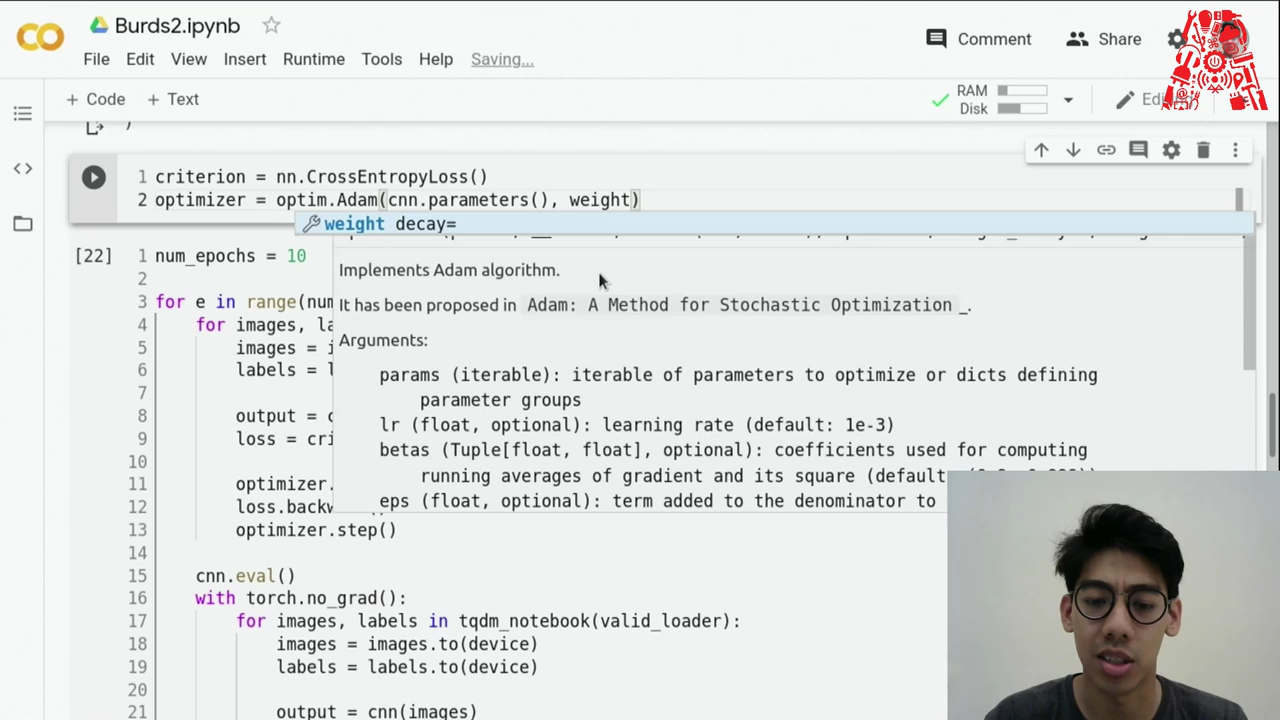 Burds2.ipynb
Comment
Share
File Edit View Insert Runtime Tools Help Saving...
+ Code + Text
RAM
Disk
)
1 criterion = nn.CrossEntropyLoss()
2 optimizer = optim.Adam(cnn.parameters(), weight)
weight decay=
Implements Adam algorithm.
It has been proposed in Adam: A Method for Stochastic Optimization _.
Arguments:
params (iterable): iterable of parameters to optimize or dicts defining
parameter groups
lr (float, optional): learning rate (default: 1e-3)
betas (Tuple[float, float], optional): coefficients used for computing
running averages of gradient and its square (default:
eps (float, optional): term added to the denominator to
[22] 1 num_epochs = 10
2
3 for e in range(num
4 for images, la
5 images = i
6 labels = l
7
8 output = c
9 loss = cri
10
11 optimizer.
12 loss.backw
13 optimizer.step()
14
15 cnn.eval()
16 with torch.no_grad():
17 for images, labels in tqdm_notebook(valid_loader):
18 images = images.to(device)
19 labels = labels.to(device)
20
21 output = cnn(images)